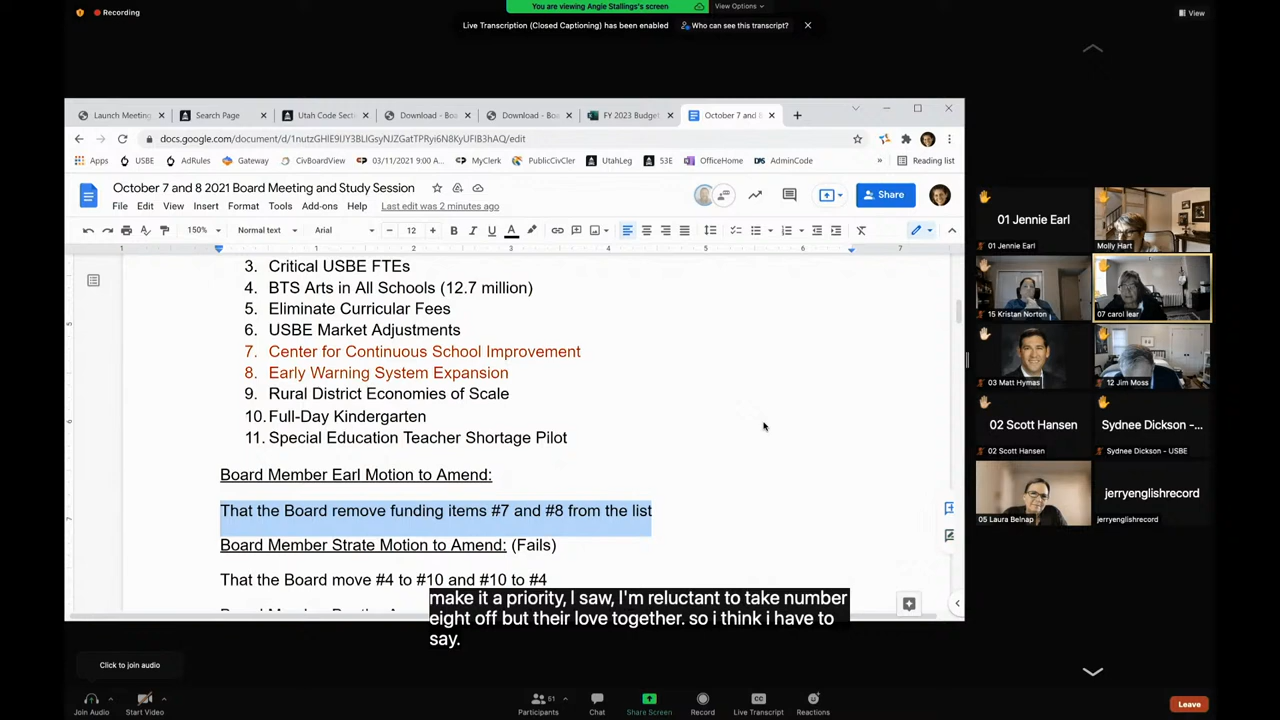 Recording
You are viewing Angie Stallings's screen
View Options
View
Live Transcription (Closed Captioning) has been enabled
Who can see this transcript?
Launch Meeting
Search Page
Utah Code Secti
Download - Boa
Download - Boa
FY 2023 Budget
October 7 and 8
docs.google.com/document/d/1nutzGHlE9UY3BLlGsyNJZGatTPRyi6N8KyUFlB3hAQ/edit
Apps
USBE
AdRules
Gateway
CivBoardVIEW
03/11/2021 9:00 A...
MyClerk
PublicCivCler
UtahLeg
53E
OfficeHome
AdminCode
»
Reading list
October 7 and 8 2021 Board Meeting and Study Session
File Edit View Insert Format Tools Add-ons Help Last edit was 2 minutes ago
Share
150% Normal text Arial 12
1 1 2 3 4 5 6 7
3. Critical USBE FTEs
4. BTS Arts in All Schools (12.7 million)
5. Eliminate Curricular Fees
6. USBE Market Adjustments
7. Center for Continuous School Improvement
8. Early Warning System Expansion
9. Rural District Economies of Scale
10. Full-Day Kindergarten
11. Special Education Teacher Shortage Pilot
Board Member Earl Motion to Amend:
That the Board remove funding items #7 and #8 from the list
Board Member Strate Motion to Amend: (Fails)
That the Board move #4 to #10 and #10 to #4
make it a priority, I saw, I'm reluctant to take number
eight off but their love together. so i think i have to
say.
01 Jennie Earl
01 Jennie Earl
Molly Hart
15 Kristan Norton
07 carol lear
03 Matt Hymas
12 Jim Moss
02 Scott Hansen
02 Scott Hansen
Sydnee Dickson -...
Sydnee Dickson - USBE
05 Laura Belnap
jerryenglishrecord
jerryenglishrecord
Click to join audio
Join Audio
Start Video
51
Participants
Chat
Share Screen
Record
Live Transcript
Reactions
Leave